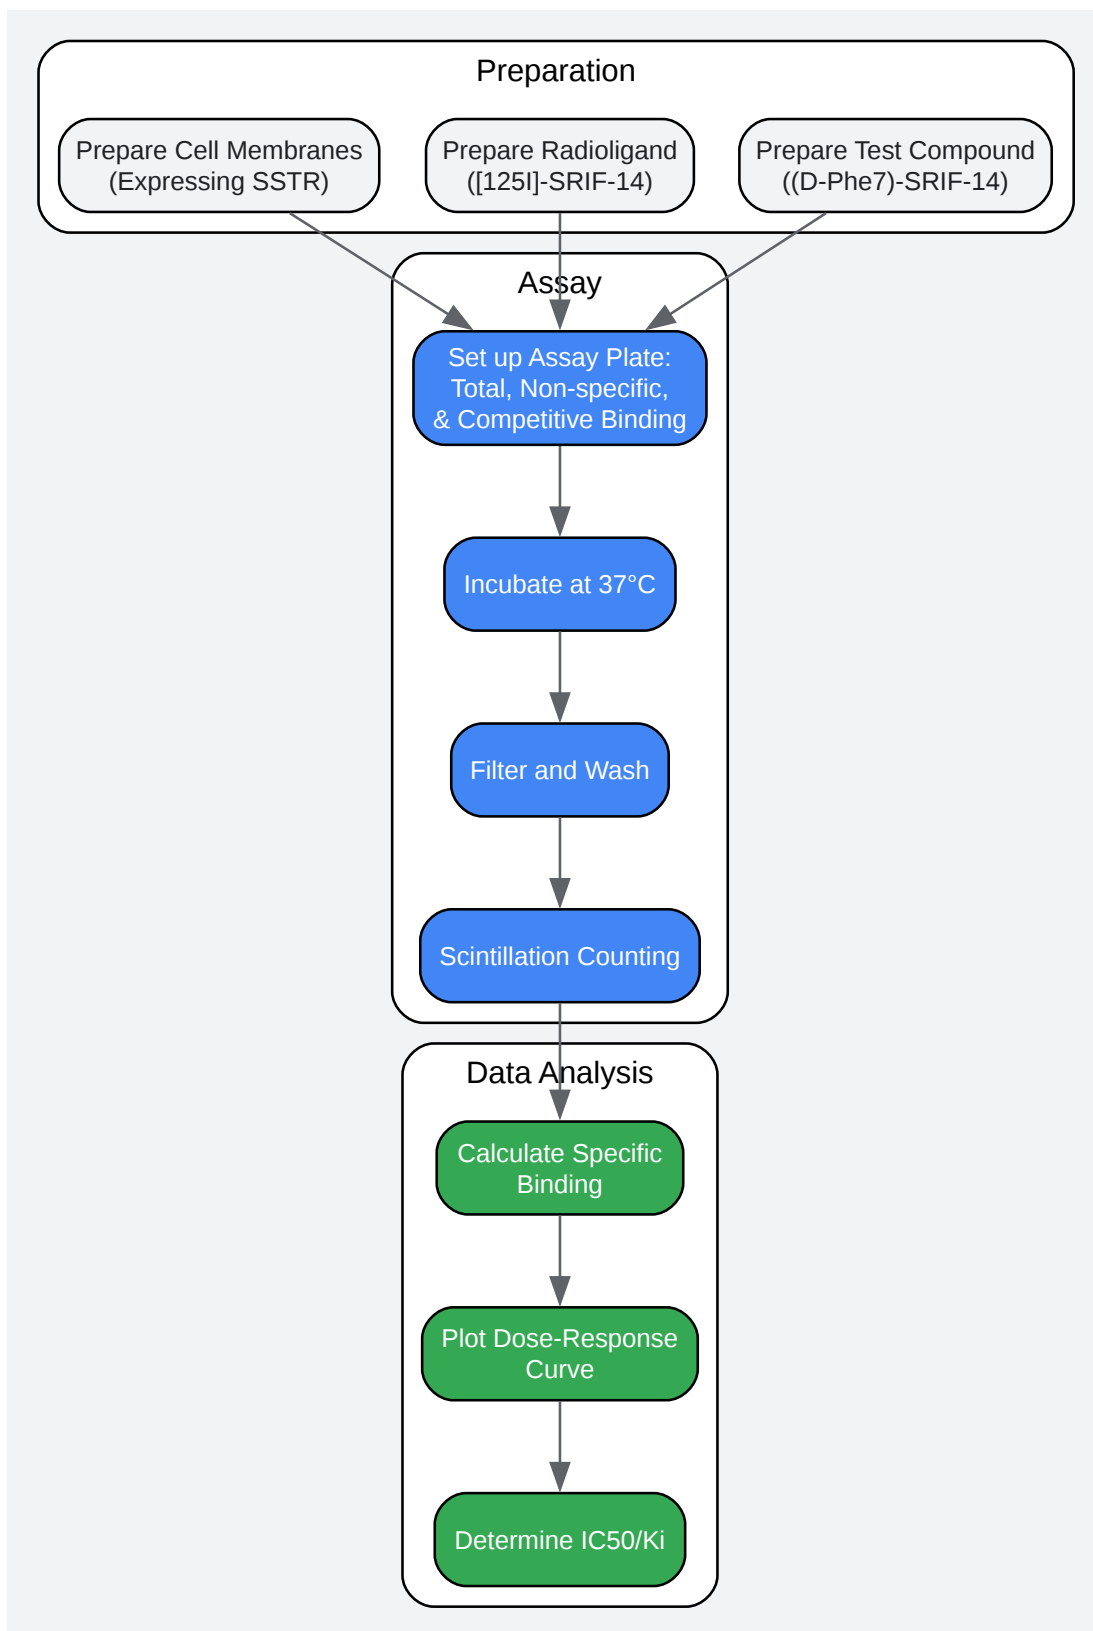 Preparation
Prepare Cell Membranes
(Expressing SSTR)
Prepare Radioligand
([125I]-SRIF-14)
Prepare Test Compound
((D-Phe7)-SRIF-14)
Assay
Set up Assay Plate:
Total, Non-specific,
& Competitive Binding
Incubate at 37°C
Filter and Wash
Scintillation Counting
Data Analysis
Calculate Specific
Binding
Plot Dose-Response
Curve
Determine IC50/Ki